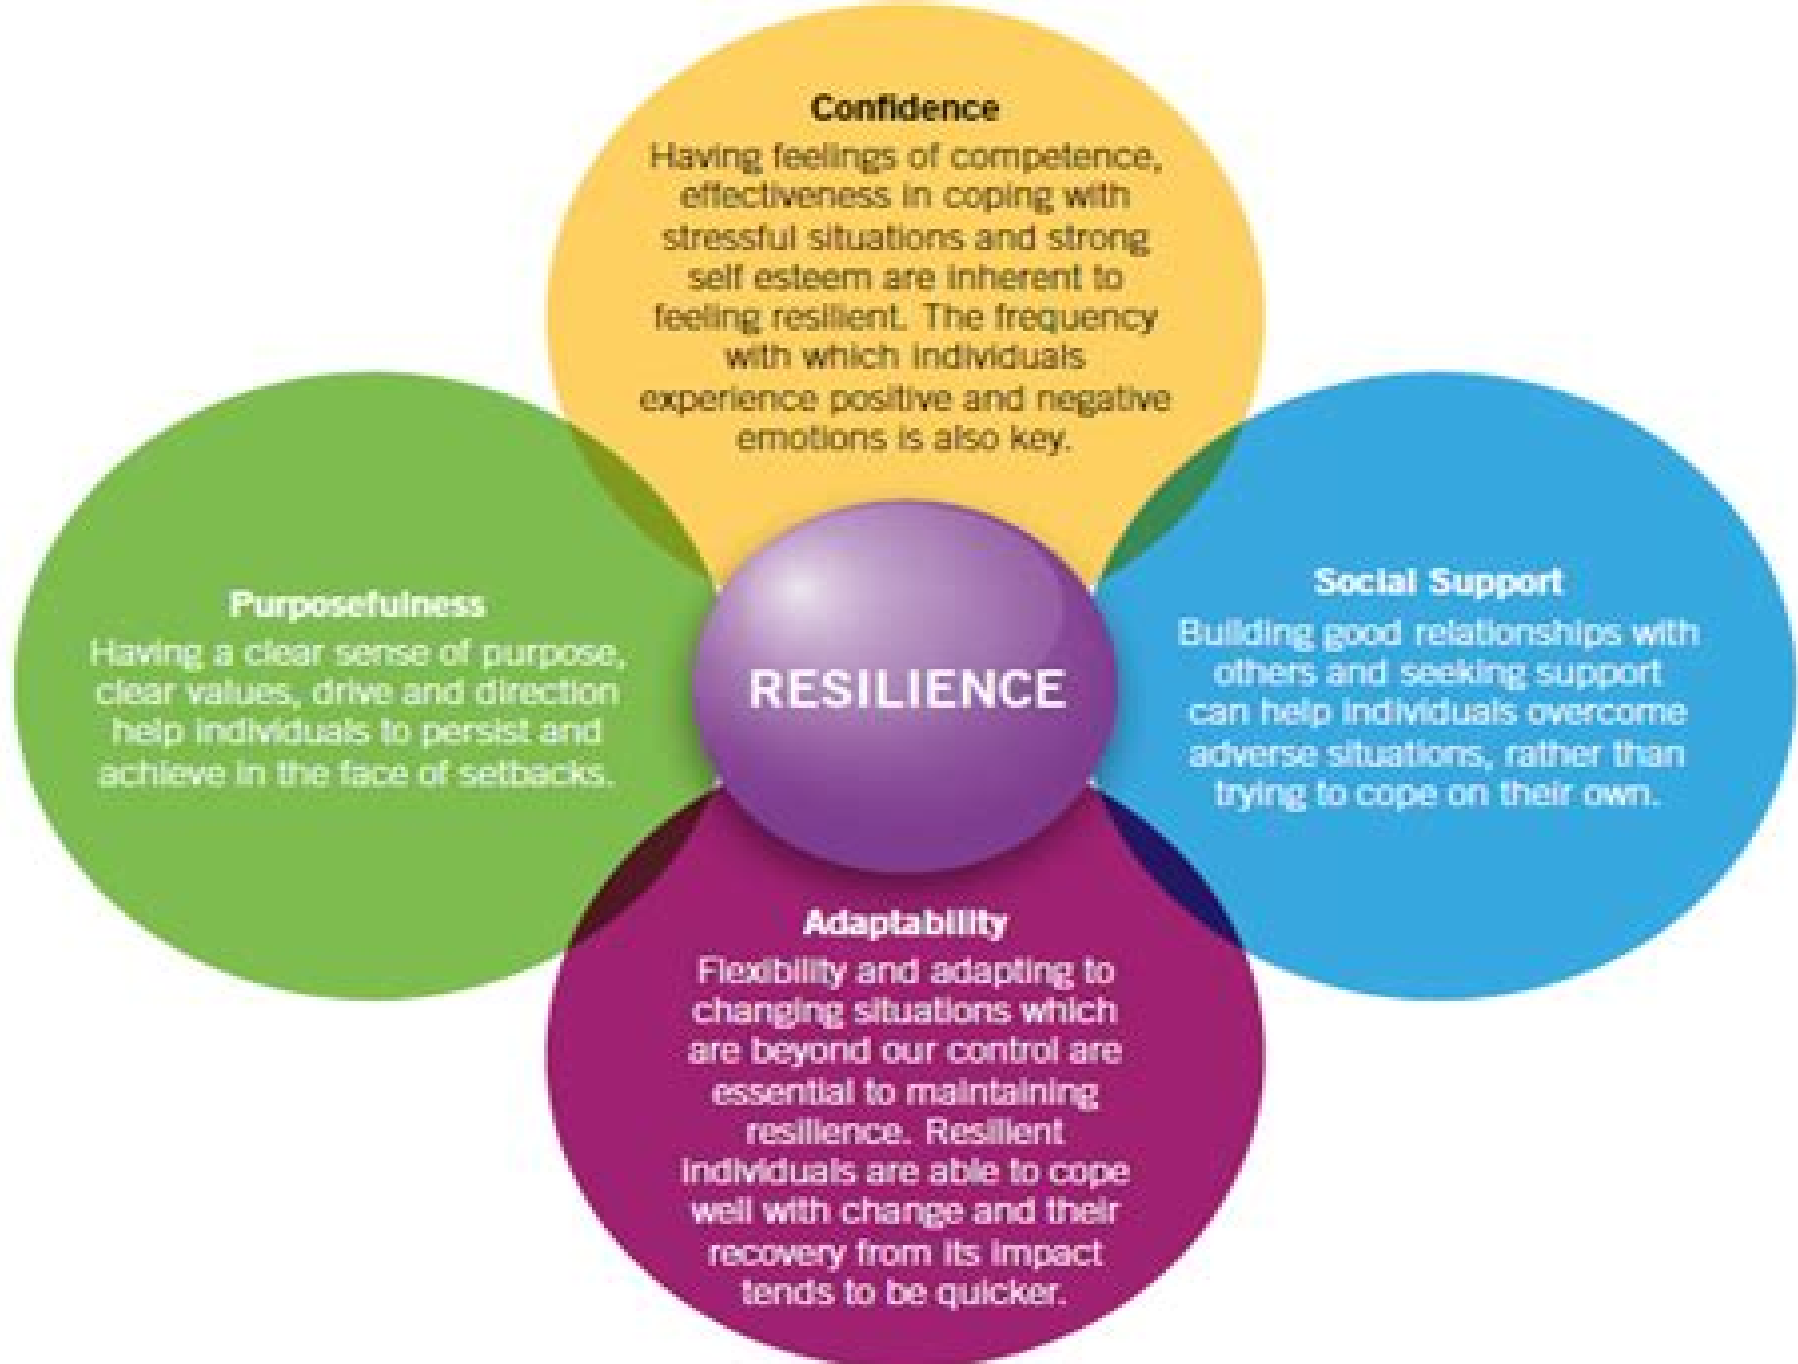 Confidence
Having feelings of competence,
effectiveness in coping with
stressful situations and strong
self esteem are inherent to
feeling resilient. The frequency
with which individuals
experience positive and negative
emotions is also key.
Purposefulness
Having a clear sense of purpose,
clear values, drive and direction
help individuals to persist and
achieve in the face of setbacks.
RESILIENCE
Social Support
Building good relationships with
others and seeking support
can help individuals overcome
adverse situations, rather than
trying to cope on their own.
Adaptability
Flexibility and adapting to
changing situations which
are beyond our control are
essential to maintaining
resilience. Resilient
individuals are able to cope
well with change and their
recovery from its impact
tends to be quicker.